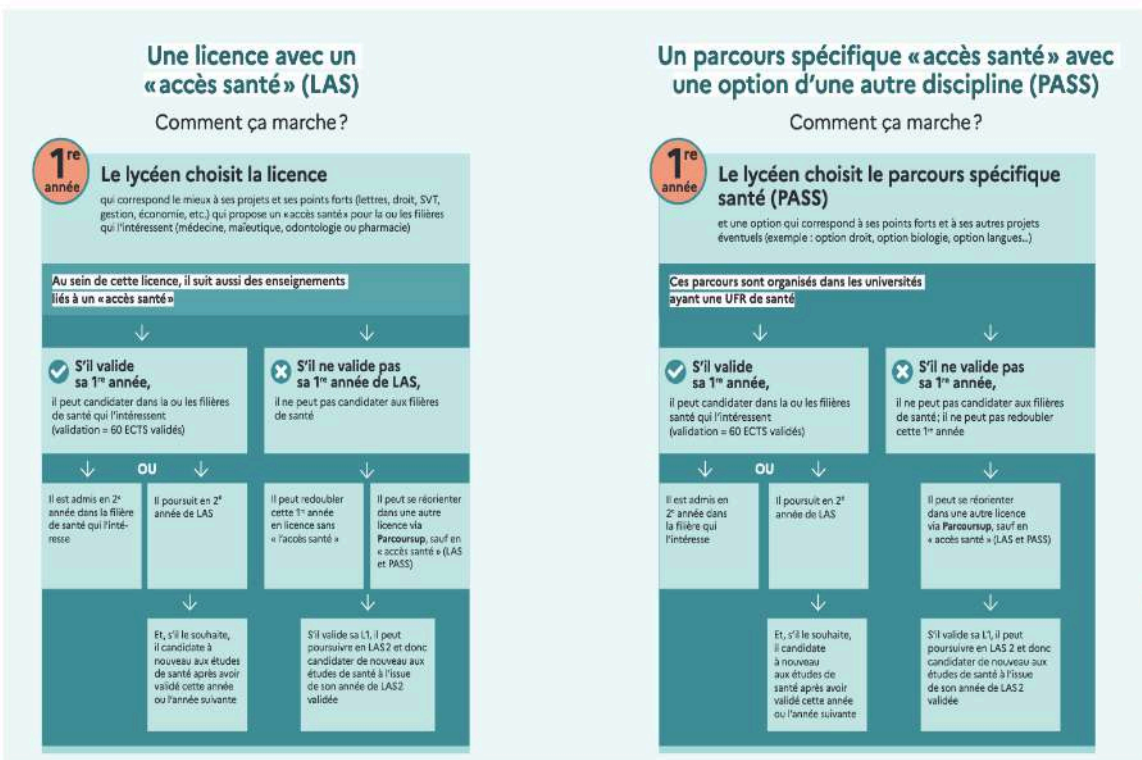 Une licence avec un
«accès santé» (LAS)
Comment ça marche?
1re
année
Le lycéen choisit la licence
qui correspond le mieux à ses projets et ses points forts (lettres, droit, SVT,
gestion, économie, etc.) qui propose un «accès santé» pour la ou les filières
qui l'intéressent (médecine, maïeutique, odontologie ou pharmacie)
Au sein de cette licence, il suit aussi des enseignements
liés à un «accès santé»
S'il valide
sa 1re année,
il peut candidater dans la ou les filières
de santé qui l'intéressent
(validation = 60 ECTS validés)
S'il ne valide pas
sa 1re année de LAS,
il ne peut pas candidater aux filières
de santé
OU
Il est admis en 2e
année dans la filière
de santé qui l'inté-
resse
Il poursuit en 2e
année de LAS
Il peut redoubler
cette 1re année
en licence sans
« l'accès santé »
Il peut se réorienter
dans une autre
licence via
Parcoursup, sauf en
« accès santé » (LAS
et PASS)
Et, s'il le souhaite,
il candidate à
nouveau aux études
de santé après avoir
validé cette année
ou l'année suivante
S'il valide sa L1, il peut
poursuivre en LAS2 et donc
candidater de nouveau aux
études de santé à l'issue
de son année de LAS2
validée
Un parcours spécifique «accès santé» avec
une option d'une autre discipline (PASS)
Comment ça marche?
1re
année
Le lycéen choisit le parcours spécifique
santé (PASS)
et une option qui correspond à ses points forts et à ses autres projets
éventuels (exemple : option droit, option biologie, option langues...)
Ces parcours sont organisés dans les universités
ayant une UFR de santé
S'il valide
sa 1re année,
il peut candidater dans la ou les filières
santé qui l'intéressent
(validation = 60 ECTS validés)
S'il ne valide pas
sa 1re année,
il ne peut pas candidater aux filières
de santé; il ne peut pas redoubler
cette 1re année
OU
Il est admis en
2e année dans
la filière qui
l'intéresse
Il poursuit en 2e
année de LAS
Il peut se réorienter
dans une autre licence
via Parcoursup, sauf en
« accès santé » (LAS et PASS)
Et, s'il le souhaite,
il candidate
à nouveau
aux études de
santé après avoir
validé cette année
ou l'année suivante
S'il valide sa L1, il peut
poursuivre en LAS 2 et donc
candidater de nouveau aux
études de santé à l'issue
de son année de LAS2
validée